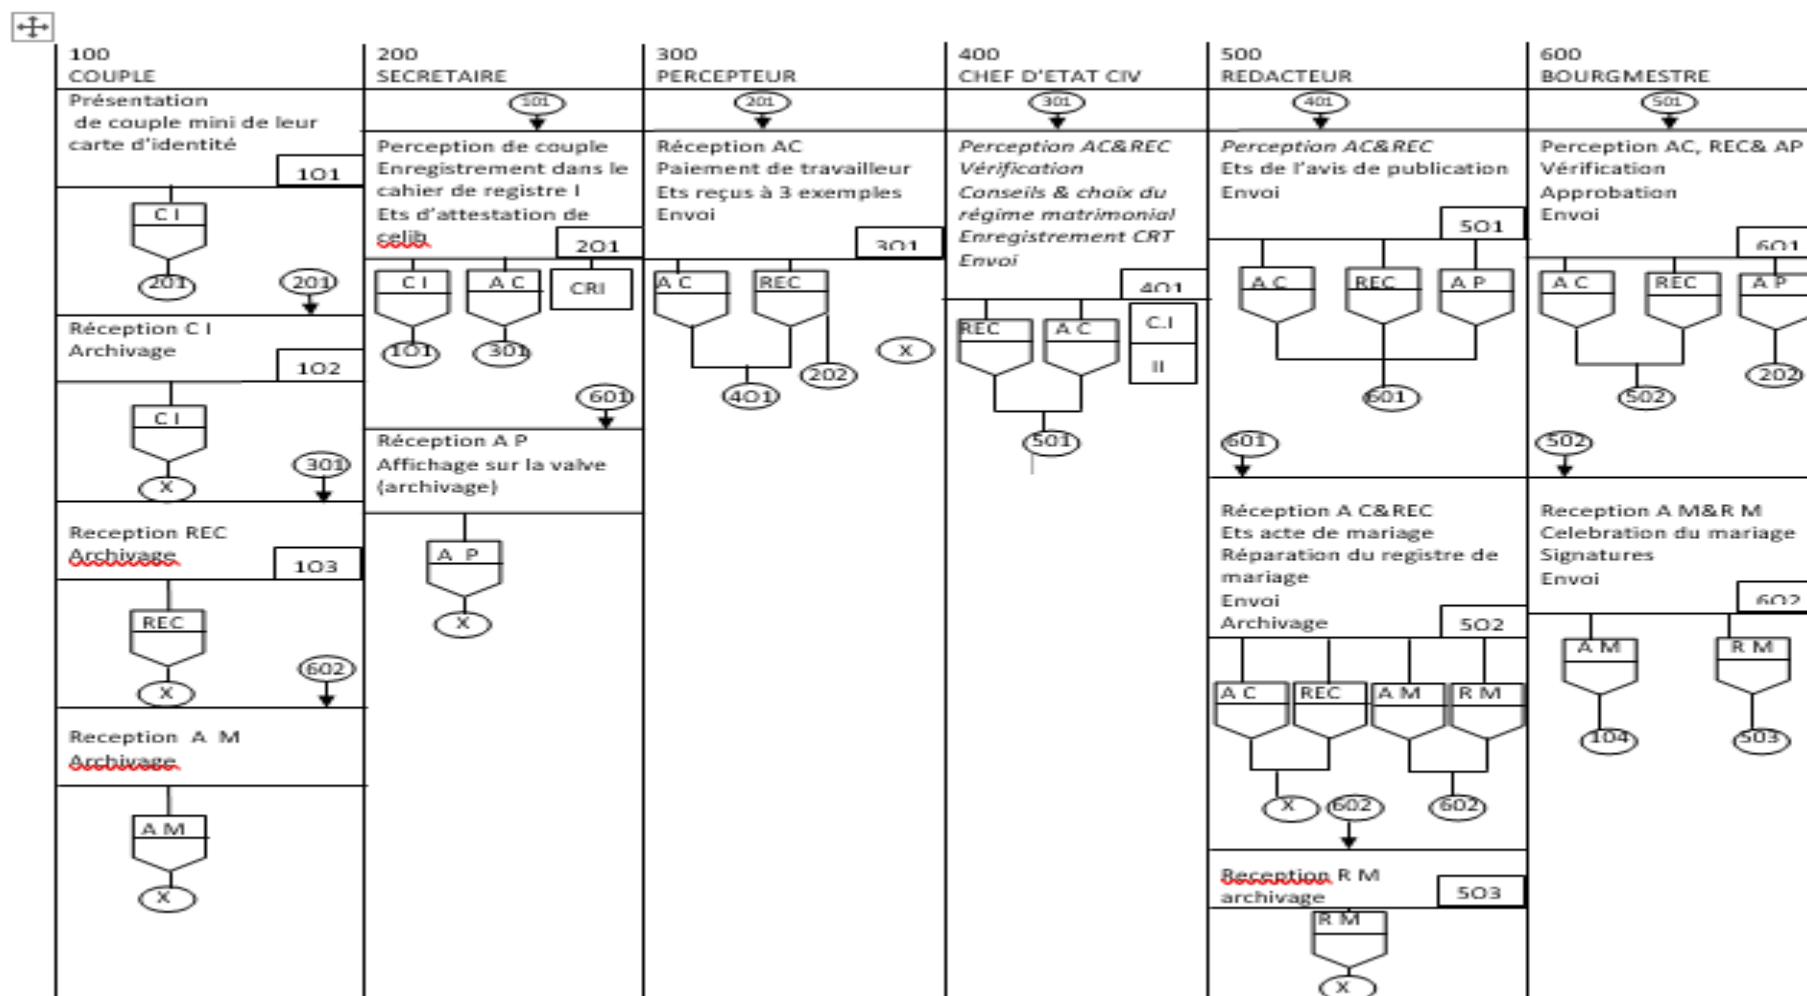 100
COUPLE
Présentation
de couple mini de leur
carte d'identité
101
C I
201
201
Réception C I
Archivage
102
C I
X
301
Reception REC
Archivage
103
REC
X
602
Reception A M
Archivage
A M
X
200
SECRETAIRE
101
Perception de couple
Enregistrement dans le
cahier de registre I
Ets d'attestation de
celib
201
C I
A C
CRI
101
301
601
Réception A P
Affichage sur la valve
(archivage)
A P
X
300
PERCEPTEUR
201
Réception AC
Paiement de travailleur
Ets reçus à 3 exemples
Envoi
301
A C
REC
X
202
401
400
CHEF D'ETAT CIV
301
Perception AC&REC
Vérification
Conseils & choix du
régime matrimonial
Enregistrement CRT
Envoi
401
REC
A C
C.I
II
501
500
REDACTEUR
401
Perception AC&REC
Ets de l'avis de publication
Envoi
501
A C
REC
A P
601
601
Réception A C&REC
Ets acte de mariage
Réparation du registre de
mariage
Envoi
Archivage
502
A C
REC
A M
R M
X
602
602
Reception R M
archivage
503
R M
X
600
BOURGMESTRE
501
Perception AC, REC& AP
Vérification
Approbation
Envoi
601
A C
REC
A P
202
502
502
Reception A M&R M
Celebration du mariage
Signatures
Envoi
602
A M
R M
104
503